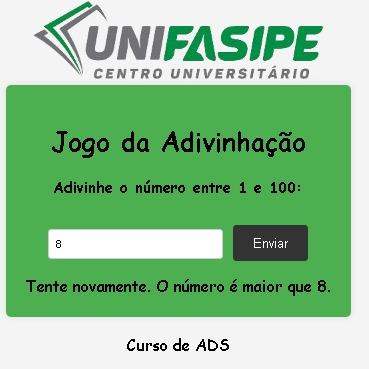 UNIFASIPE
CENTRO UNIVERSITÁRIO
Jogo da Adivinhação
Adivinhe o número entre 1 e 100:
8 Enviar
Tente novamente. O número é maior que 8.
Curso de ADS